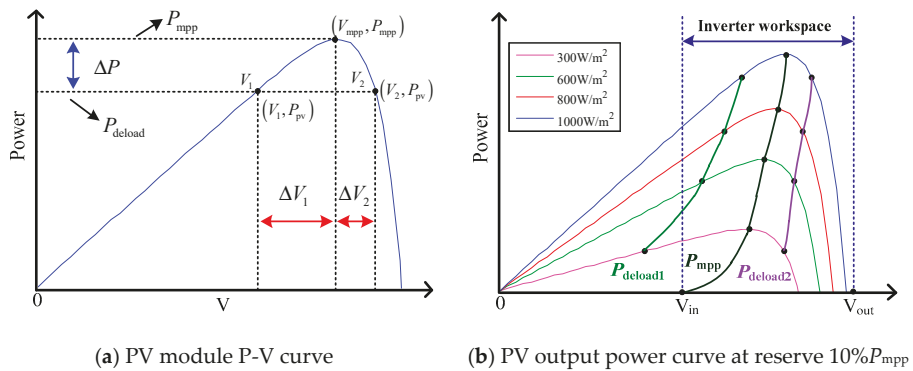 P_mpp
(V_mpp, P_mpp)
ΔP
V_1
V_2
(V_2, P_pv)
(V_1, P_pv)
P_deload
ΔV_1
ΔV_2
Power
0
V
(a) PV module P-V curve
Inverter workspace
300W/m²
600W/m²
800W/m²
1000W/m²
Power
P_deload1
P_mpp
P_deload2
0
V_in
V_out
(b) PV output power curve at reserve 10%P_mpp